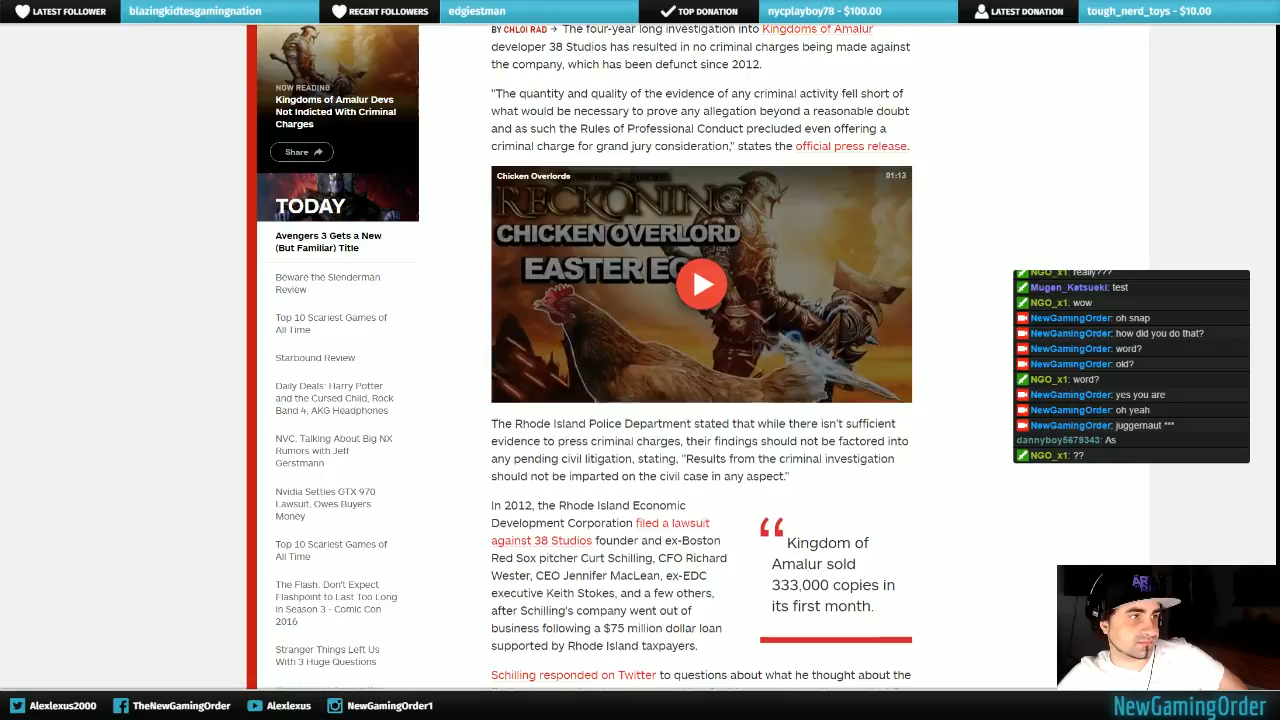 LATEST FOLLOWER
blazingkidtesgamingnation
RECENT FOLLOWERS
edgiestman
TOP DONATION
nycplayboy78 - $100.00
LATEST DONATION
tough_nerd_toys - $10.00
NOW READING
Kingdoms of Amalur Devs
Not Indicted With Criminal
Charges
Share
TODAY
Avengers 3 Gets a New
(But Familiar) Title
Beware the Slenderman
Review
Top 10 Scariest Games of
All Time
Starbound Review
Daily Deals: Harry Potter
and the Cursed Child, Rock
Band 4, AKG Headphones
NVC: Talking About Big NX
Rumors with Jeff
Gerstmann
Nvidia Settles GTX 970
Lawsuit, Owes Buyers
Money
Top 10 Scariest Games of
All Time
The Flash: Don't Expect
Flashpoint to Last Too Long
in Season 3 - Comic Con
2016
Stranger Things Left Us
With 3 Huge Questions
BY CHLOI RAD → The four-year long investigation into Kingdoms of Amalur
developer 38 Studios has resulted in no criminal charges being made against
the company, which has been defunct since 2012.
"The quantity and quality of the evidence of any criminal activity fell short of
what would be necessary to prove any allegation beyond a reasonable doubt
and as such the Rules of Professional Conduct precluded even offering a
criminal charge for grand jury consideration," states the official press release.
Chicken Overlords
01:13
RECKONING
CHICKEN OVERLORD
EASTER
The Rhode Island Police Department stated that while there isn't sufficient
evidence to press criminal charges, their findings should not be factored into
any pending civil litigation, stating, "Results from the criminal investigation
should not be imparted on the civil case in any aspect."
In 2012, the Rhode Island Economic
Development Corporation filed a lawsuit
against 38 Studios founder and ex-Boston
Red Sox pitcher Curt Schilling, CFO Richard
Wester, CEO Jennifer MacLean, ex-EDC
executive Keith Stokes, and a few others,
after Schilling's company went out of
business following a $75 million dollar loan
supported by Rhode Island taxpayers.
“ Kingdom of
Amalur sold
333,000 copies in
its first month.
Schilling responded on Twitter to questions about what he thought about the
NGO_x1: really???
Mugen_Ketsueki: test
NGO_x1: wow
NewGamingOrder: oh snap
NewGamingOrder: how did you do that?
NewGamingOrder: word?
NewGamingOrder: old?
NGO_x1: word?
NewGamingOrder: yes you are
NewGamingOrder: oh yeah
NewGamingOrder: juggernaut ***
dannyboy5679343: As
NGO_x1: ??
Alexlexus2000
TheNewGamingOrder
Alexlexus
NewGamingOrder1
NewGamingOrder